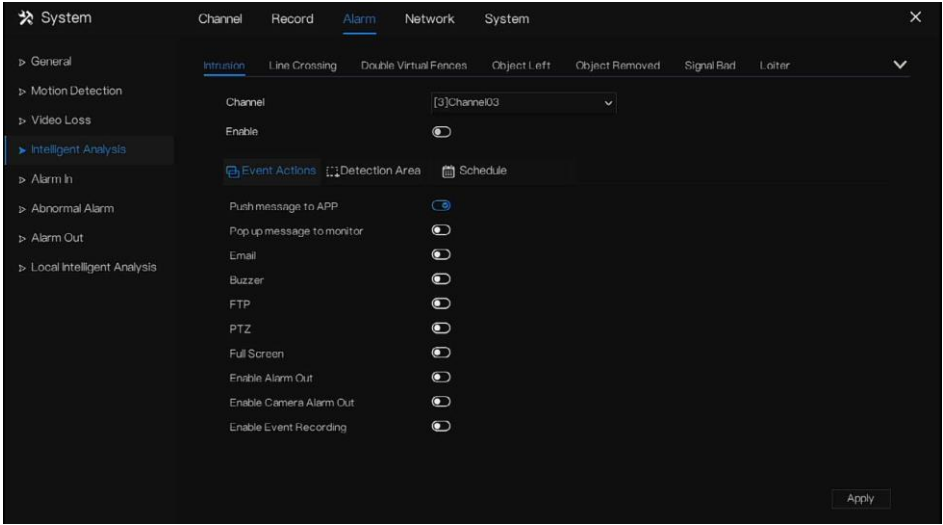 System Channel Record Alarm Network System
General
Intrusion Line Crossing Double Virtual Fences Object Left Object Removed Signal Bad Loiter
Motion Detection
Video Loss
Intelligent Analysis
Alarm In
Abnormal Alarm
Alarm Out
Local Intelligent Analysis
Channel [3]Channel03
Enable
Event Actions Detection Area Schedule
Push message to APP
Pop up message to monitor
Email
Buzzer
FTP
PTZ
Full Screen
Enable Alarm Out
Enable Camera Alarm Out
Enable Event Recording
Apply